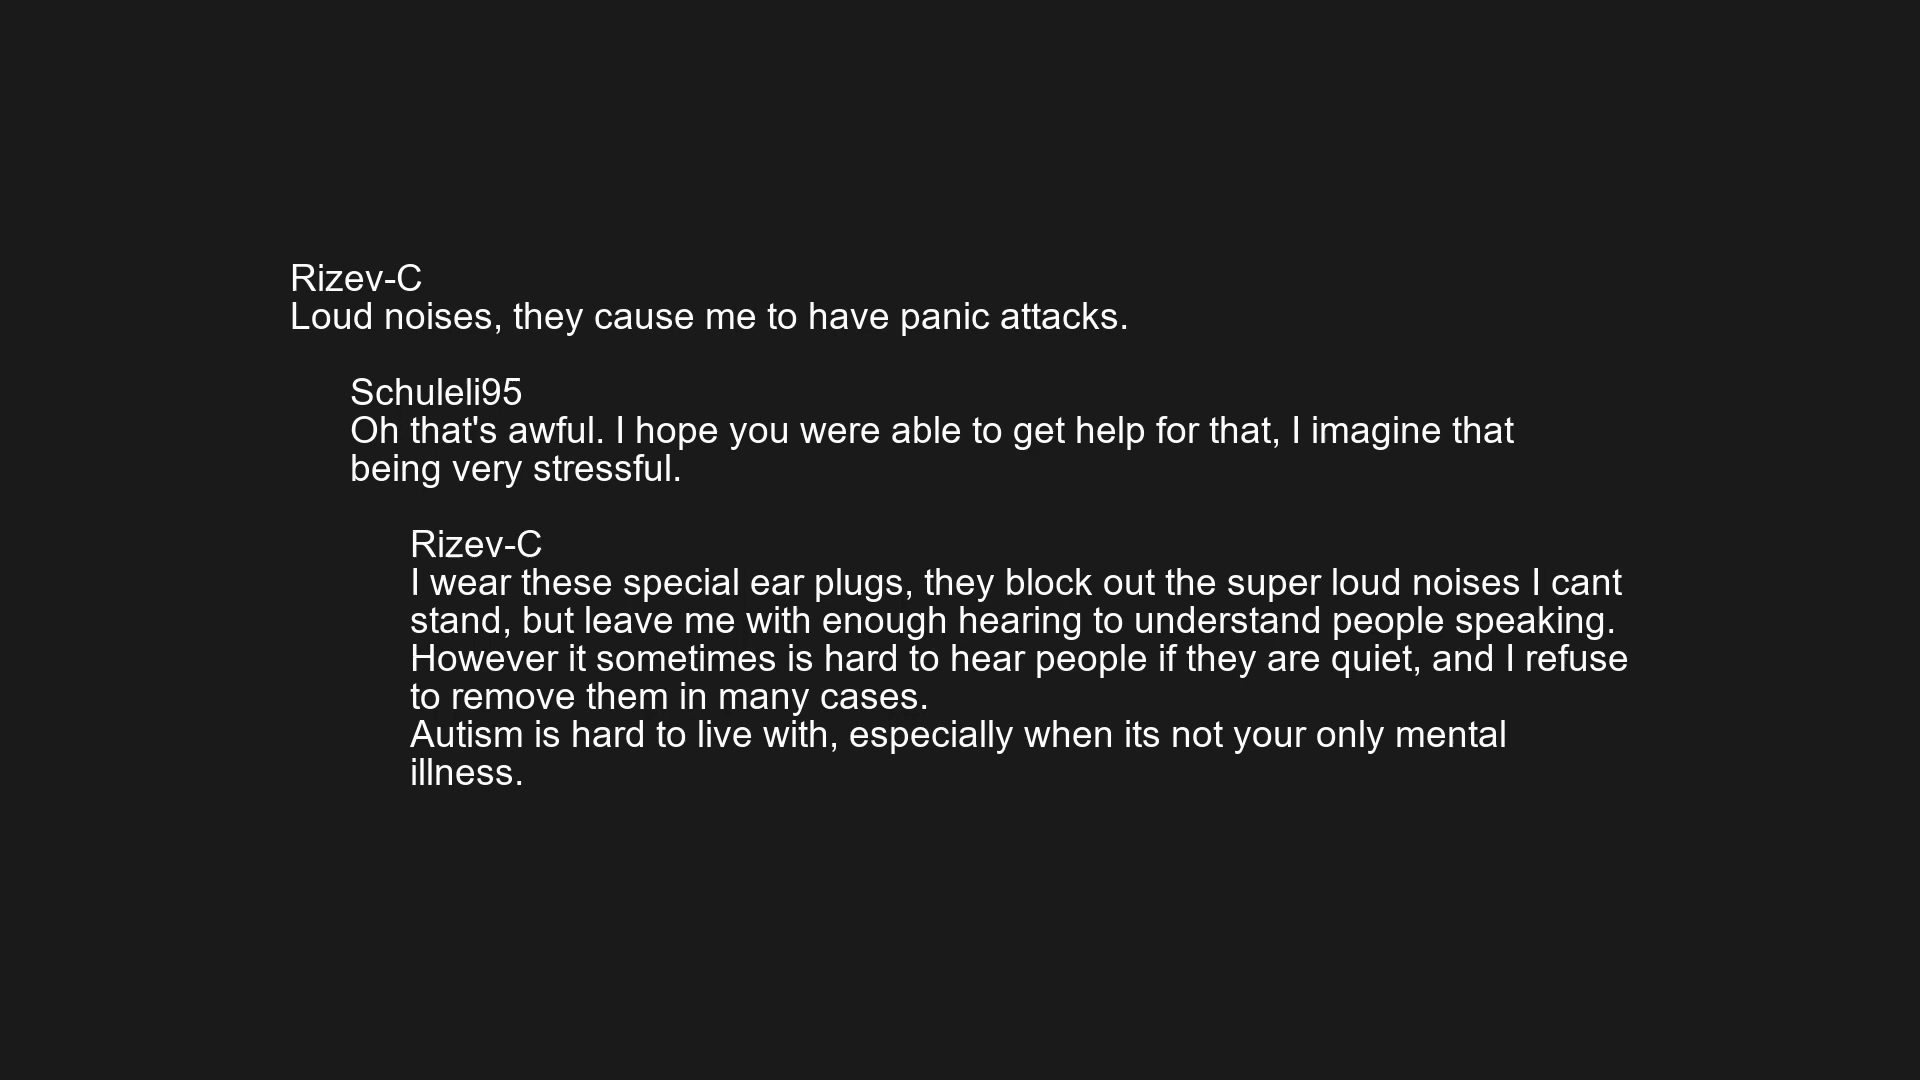 Rizev-C
Loud noises, they cause me to have panic attacks.
Schuleli95
Oh that's awful. I hope you were able to get help for that, I imagine that
being very stressful.
Rizev-C
I wear these special ear plugs, they block out the super loud noises I cant
stand, but leave me with enough hearing to understand people speaking.
However it sometimes is hard to hear people if they are quiet, and I refuse
to remove them in many cases.
Autism is hard to live with, especially when its not your only mental
illness.